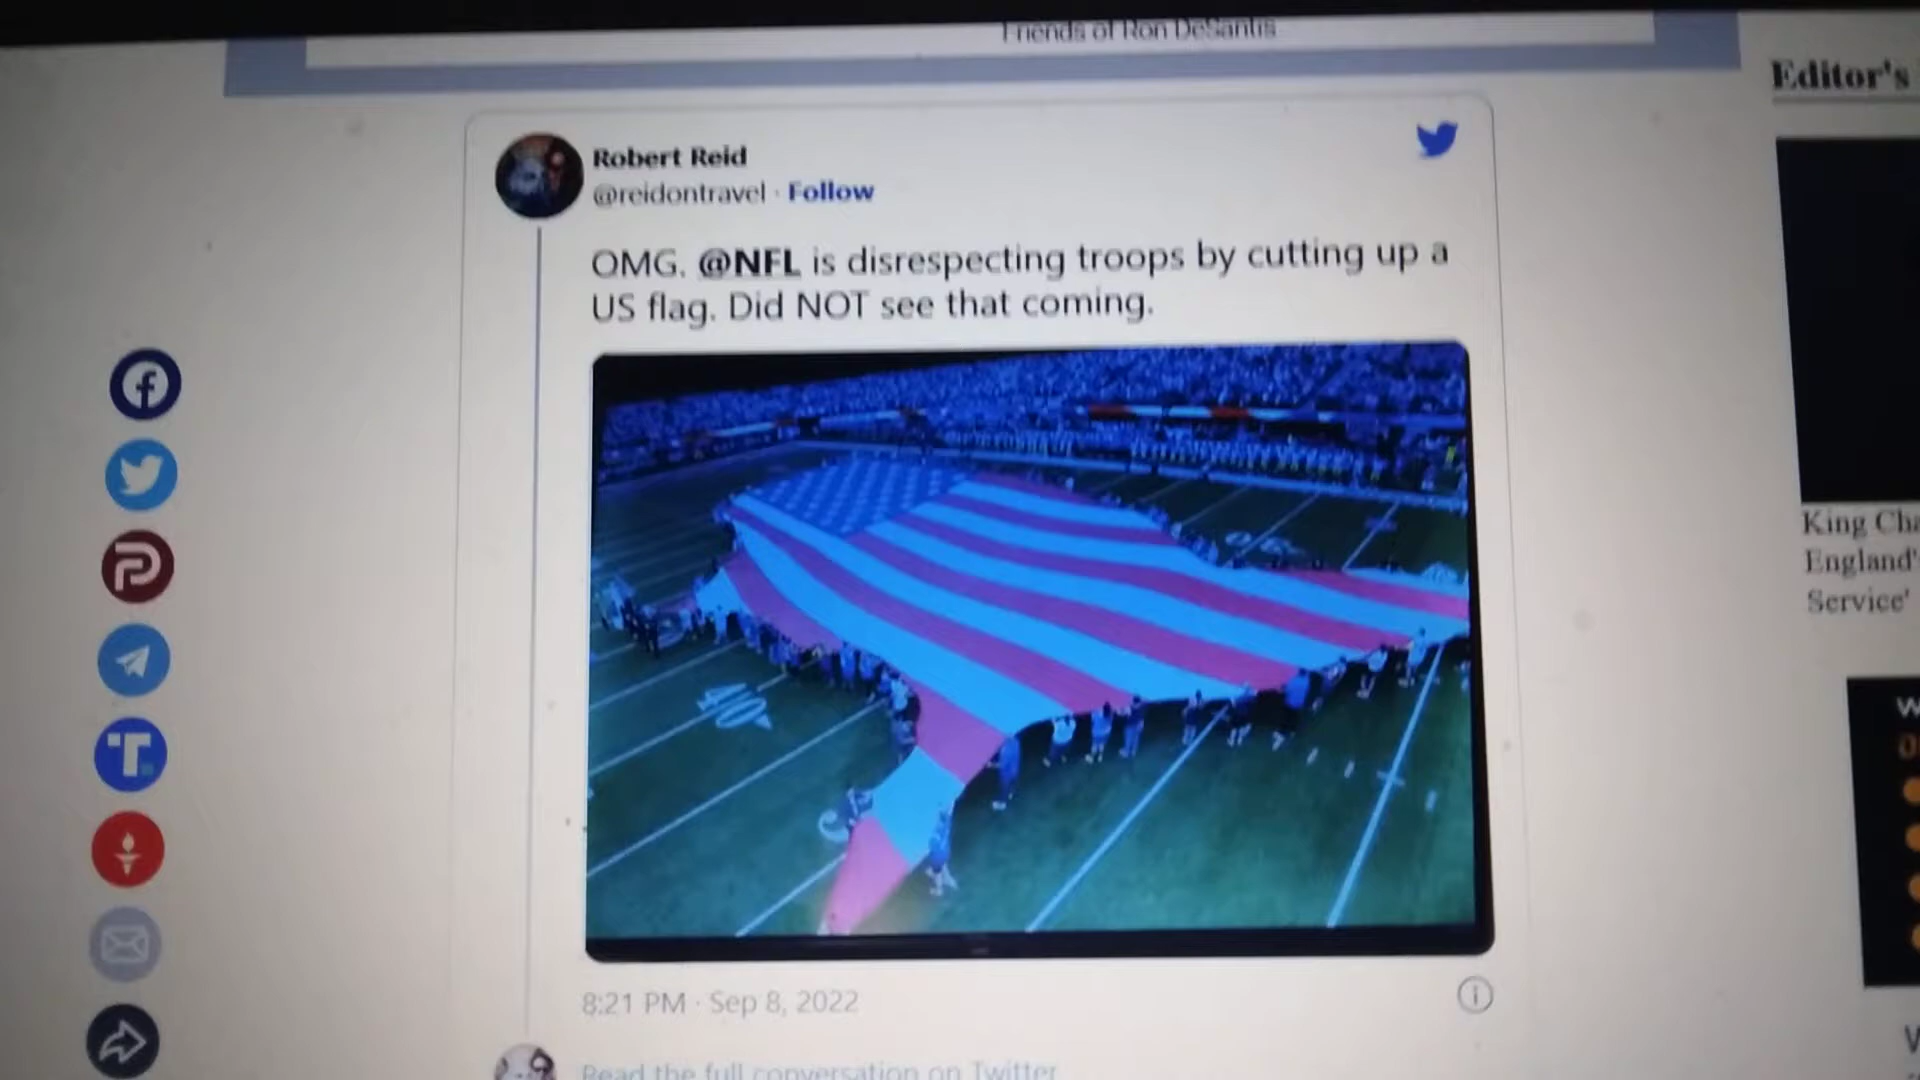 Friends of Ron DeSantis
Editor's
Robert Reid
@reidontravel · Follow
OMG, @NFL is disrespecting troops by cutting up a
US flag. Did NOT see that coming.
40
King Cha
England'
Service'
W
8:21 PM · Sep 8, 2022
Read the full conversation on Twitter